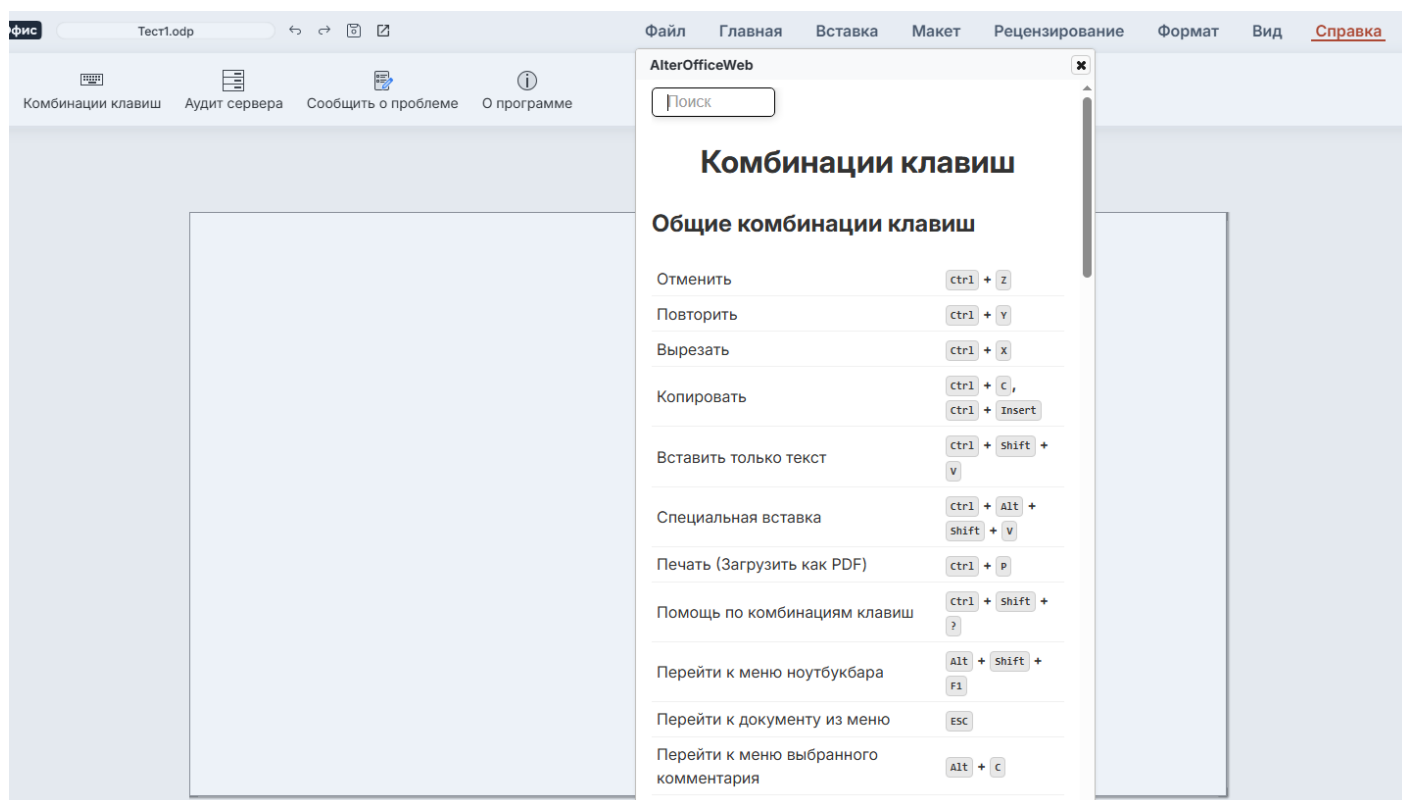 фис Тест1.odp Файл Главная Вставка Макет Рецензирование Формат Вид Справка
Комбинации клавиш Аудит сервера Сообщить о проблеме О программе
AlterOfficeWeb
Поиск
Комбинации клавиш
Общие комбинации клавиш
Отменить Ctrl + Z
Повторить Ctrl + Y
Вырезать Ctrl + X
Копировать Ctrl + C,
Ctrl + Insert
Вставить только текст Ctrl + Shift +
V
Специальная вставка Ctrl + Alt +
Shift + V
Печать (Загрузить как PDF) Ctrl + P
Помощь по комбинациям клавиш Ctrl + Shift +
?
Перейти к меню ноутбукбара Alt + Shift +
F1
Перейти к документу из меню ESC
Перейти к меню выбранного
комментария Alt + C